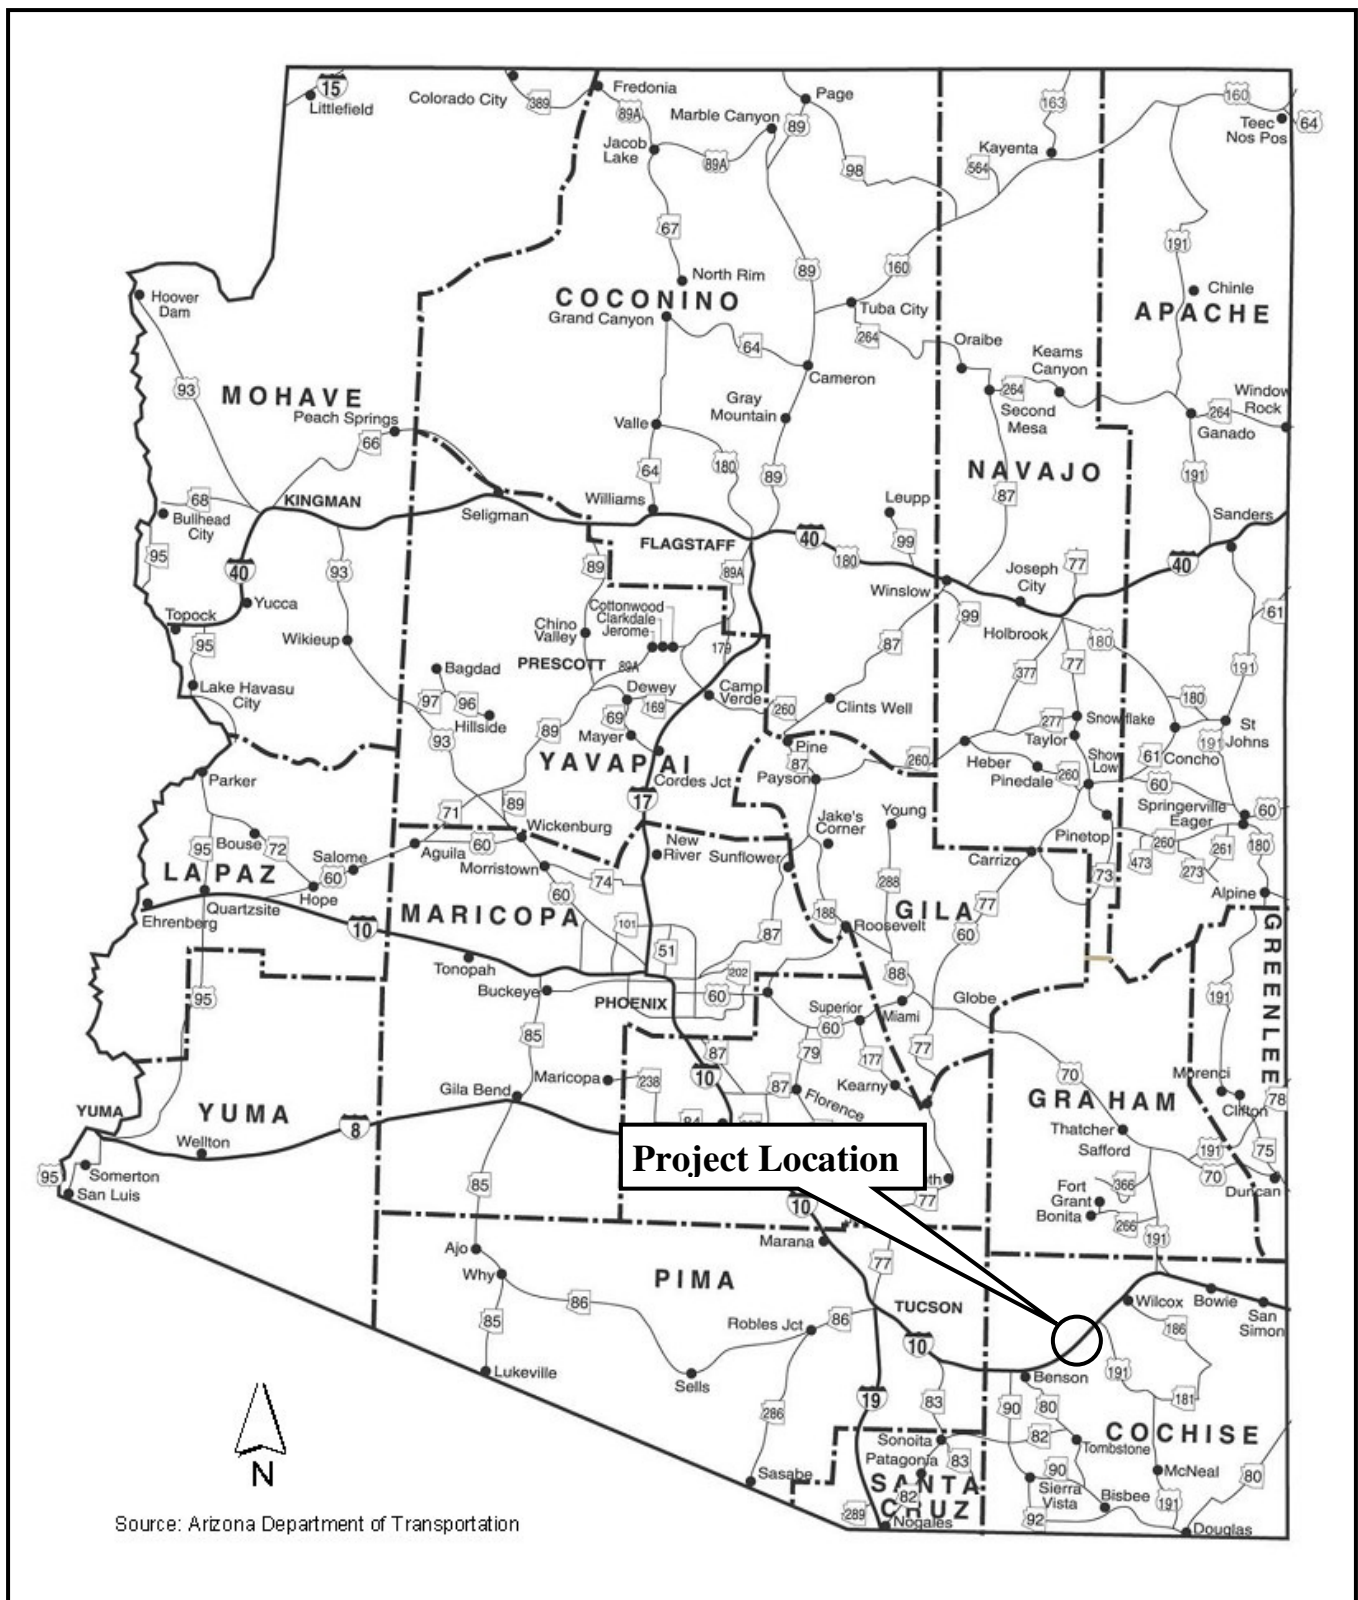 15
Littlefield
Colorado City
389
Fredonia
89A
Marble Canyon
Page
89
163
160
Teec
Nos Pos
64
Jacob
Lake
89A
98
Kayenta
564
67
191
North Rim
89
160
Hoover
Dam
COCONINO
Grand Canyon
Tuba City
Chinle
APACHE
64
264
Oraibe
Kearns
Canyon
93
MOHAVE
Peach Springs
Cameron
264
Second
Mesa
Window
Rock
264
Ganado
Gray
Mountain
Valle
66
64
180
89
NAVAJO
191
87
68
KINGMAN
Bullhead
City
Seligman
Williams
FLAGSTAFF
40
180
Leupp
99
Sanders
95
40
93
89
89A
Winslow
Joseph
City
77
40
Topock
Yucca
Cottonwood
Clarkdale
Jerome
99
61
95
Wikieup
Chino
Valley
179
87
Holbrook
180
PRESCOTT
89A
377
77
191
Bagdad
Lake Havasu
City
97
96
Hillside
Dewey
169
Camp
Verde
260
Clints Well
180
69
277
Snowflake
St
Johns
93
89
Mayer
Taylor
191
YAVAPAI
Pine
87
260
Heber
Show
Low
61
Concho
Parker
Cordes Jct
Payson
Pinedale
260
60
17
71
89
Young
Springerville
Eager
60
Jake's
Corner
95
Bouse
72
Wickenburg
New
River
Pinetop
260
261
180
Salome
Aguila
60
Sunflower
Carrizo
473
273
LA PAZ
60
Morristown
74
288
73
Alpine
Hope
60
77
Ehrenberg
Quartzsite
MARICOPA
101
188
Roosevelt
GILA
GREENLEE
10
51
87
60
Tonopah
202
88
95
Buckeye
PHOENIX
60
Superior
Miami
Globe
191
85
60
87
79
177
77
10
70
Maricopa
238
87
Kearny
Morenci
Gila Bend
Florence
GRAHAM
78
YUMA
YUMA
8
84
Clifton
Thatcher
Wellton
Project Location
Safford
191
75
95
Somerton
70
San Luis
85
77
Fort
Grant
366
Duncan
10
Bonita
266
191
Ajo
Marana
77
Why
PIMA
86
TUCSON
Wilcox
Bowie
San
Simon
85
Robles Jct
86
186
10
Lukeville
Benson
191
Sells
19
83
90
80
181
286
COCHISE
Sonoita
82
Tombstone
Patagonia
83
90
McNeal
80
Sasabe
SANTA
CRUZ
82
Sierra
Vista
Bisbee
191
289
92
Nogales
Douglas
N
Source: Arizona Department of Transportation